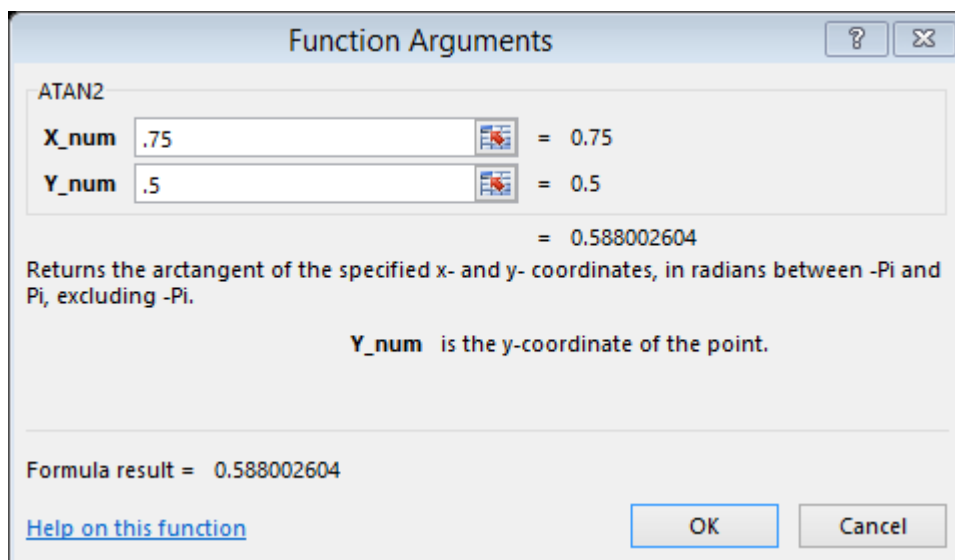 Function Arguments
ATAN2
X_num .75 = 0.75
Y_num .5 = 0.5
= 0.588002604
Returns the arctangent of the specified x- and y- coordinates, in radians between -Pi and
Pi, excluding -Pi.
Y_num is the y-coordinate of the point.
Formula result = 0.588002604
Help on this function OK Cancel